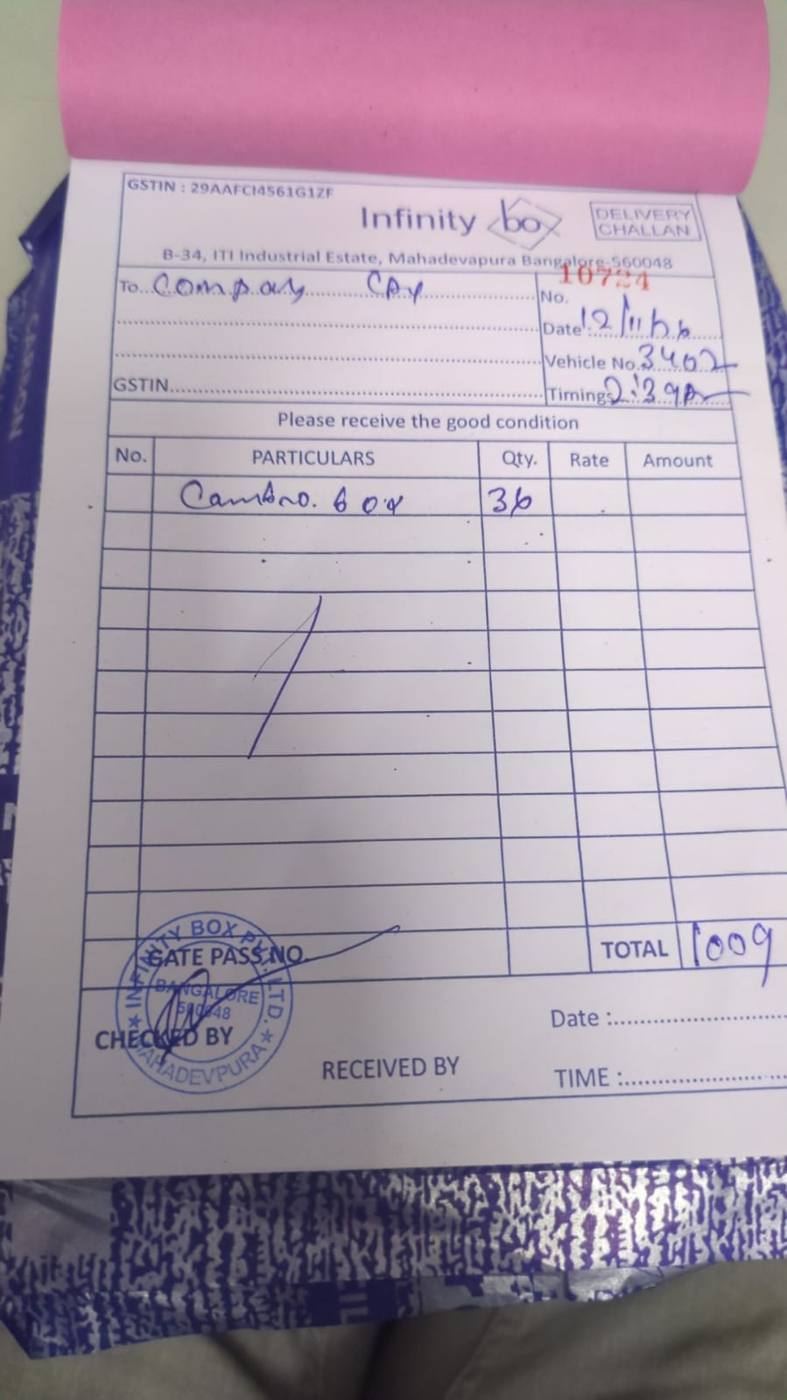 GSTIN : 29AAFCI4561G1ZF
Infinity box
DELIVERY CHALLAN
B-34, ITI Industrial Estate, Mahadevapura Bangalore-560048
To Company
No. 10724
Date 12/11
Vehicle No. 3402
GSTIN
Timings 2:39
Please receive the good condition
No. PARTICULARS Qty. Rate Amount
Cambro. 36
TOTAL
GATE PASS NO.
INFINITY BOX PVT. LTD.
BANGALORE
560048
MAHADEVPURA
CHECKED BY
RECEIVED BY
Date :
TIME :